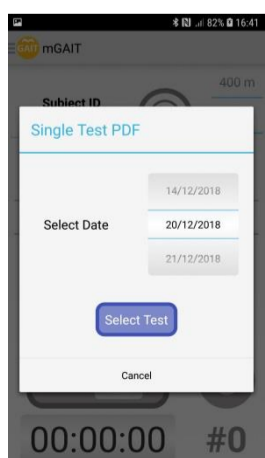 82% 16:41
GAIT mGAIT
400 m
Subject ID
Single Test PDF
14/12/2018
Select Date 20/12/2018
21/12/2018
Select Test
Cancel
00:00:00 #0